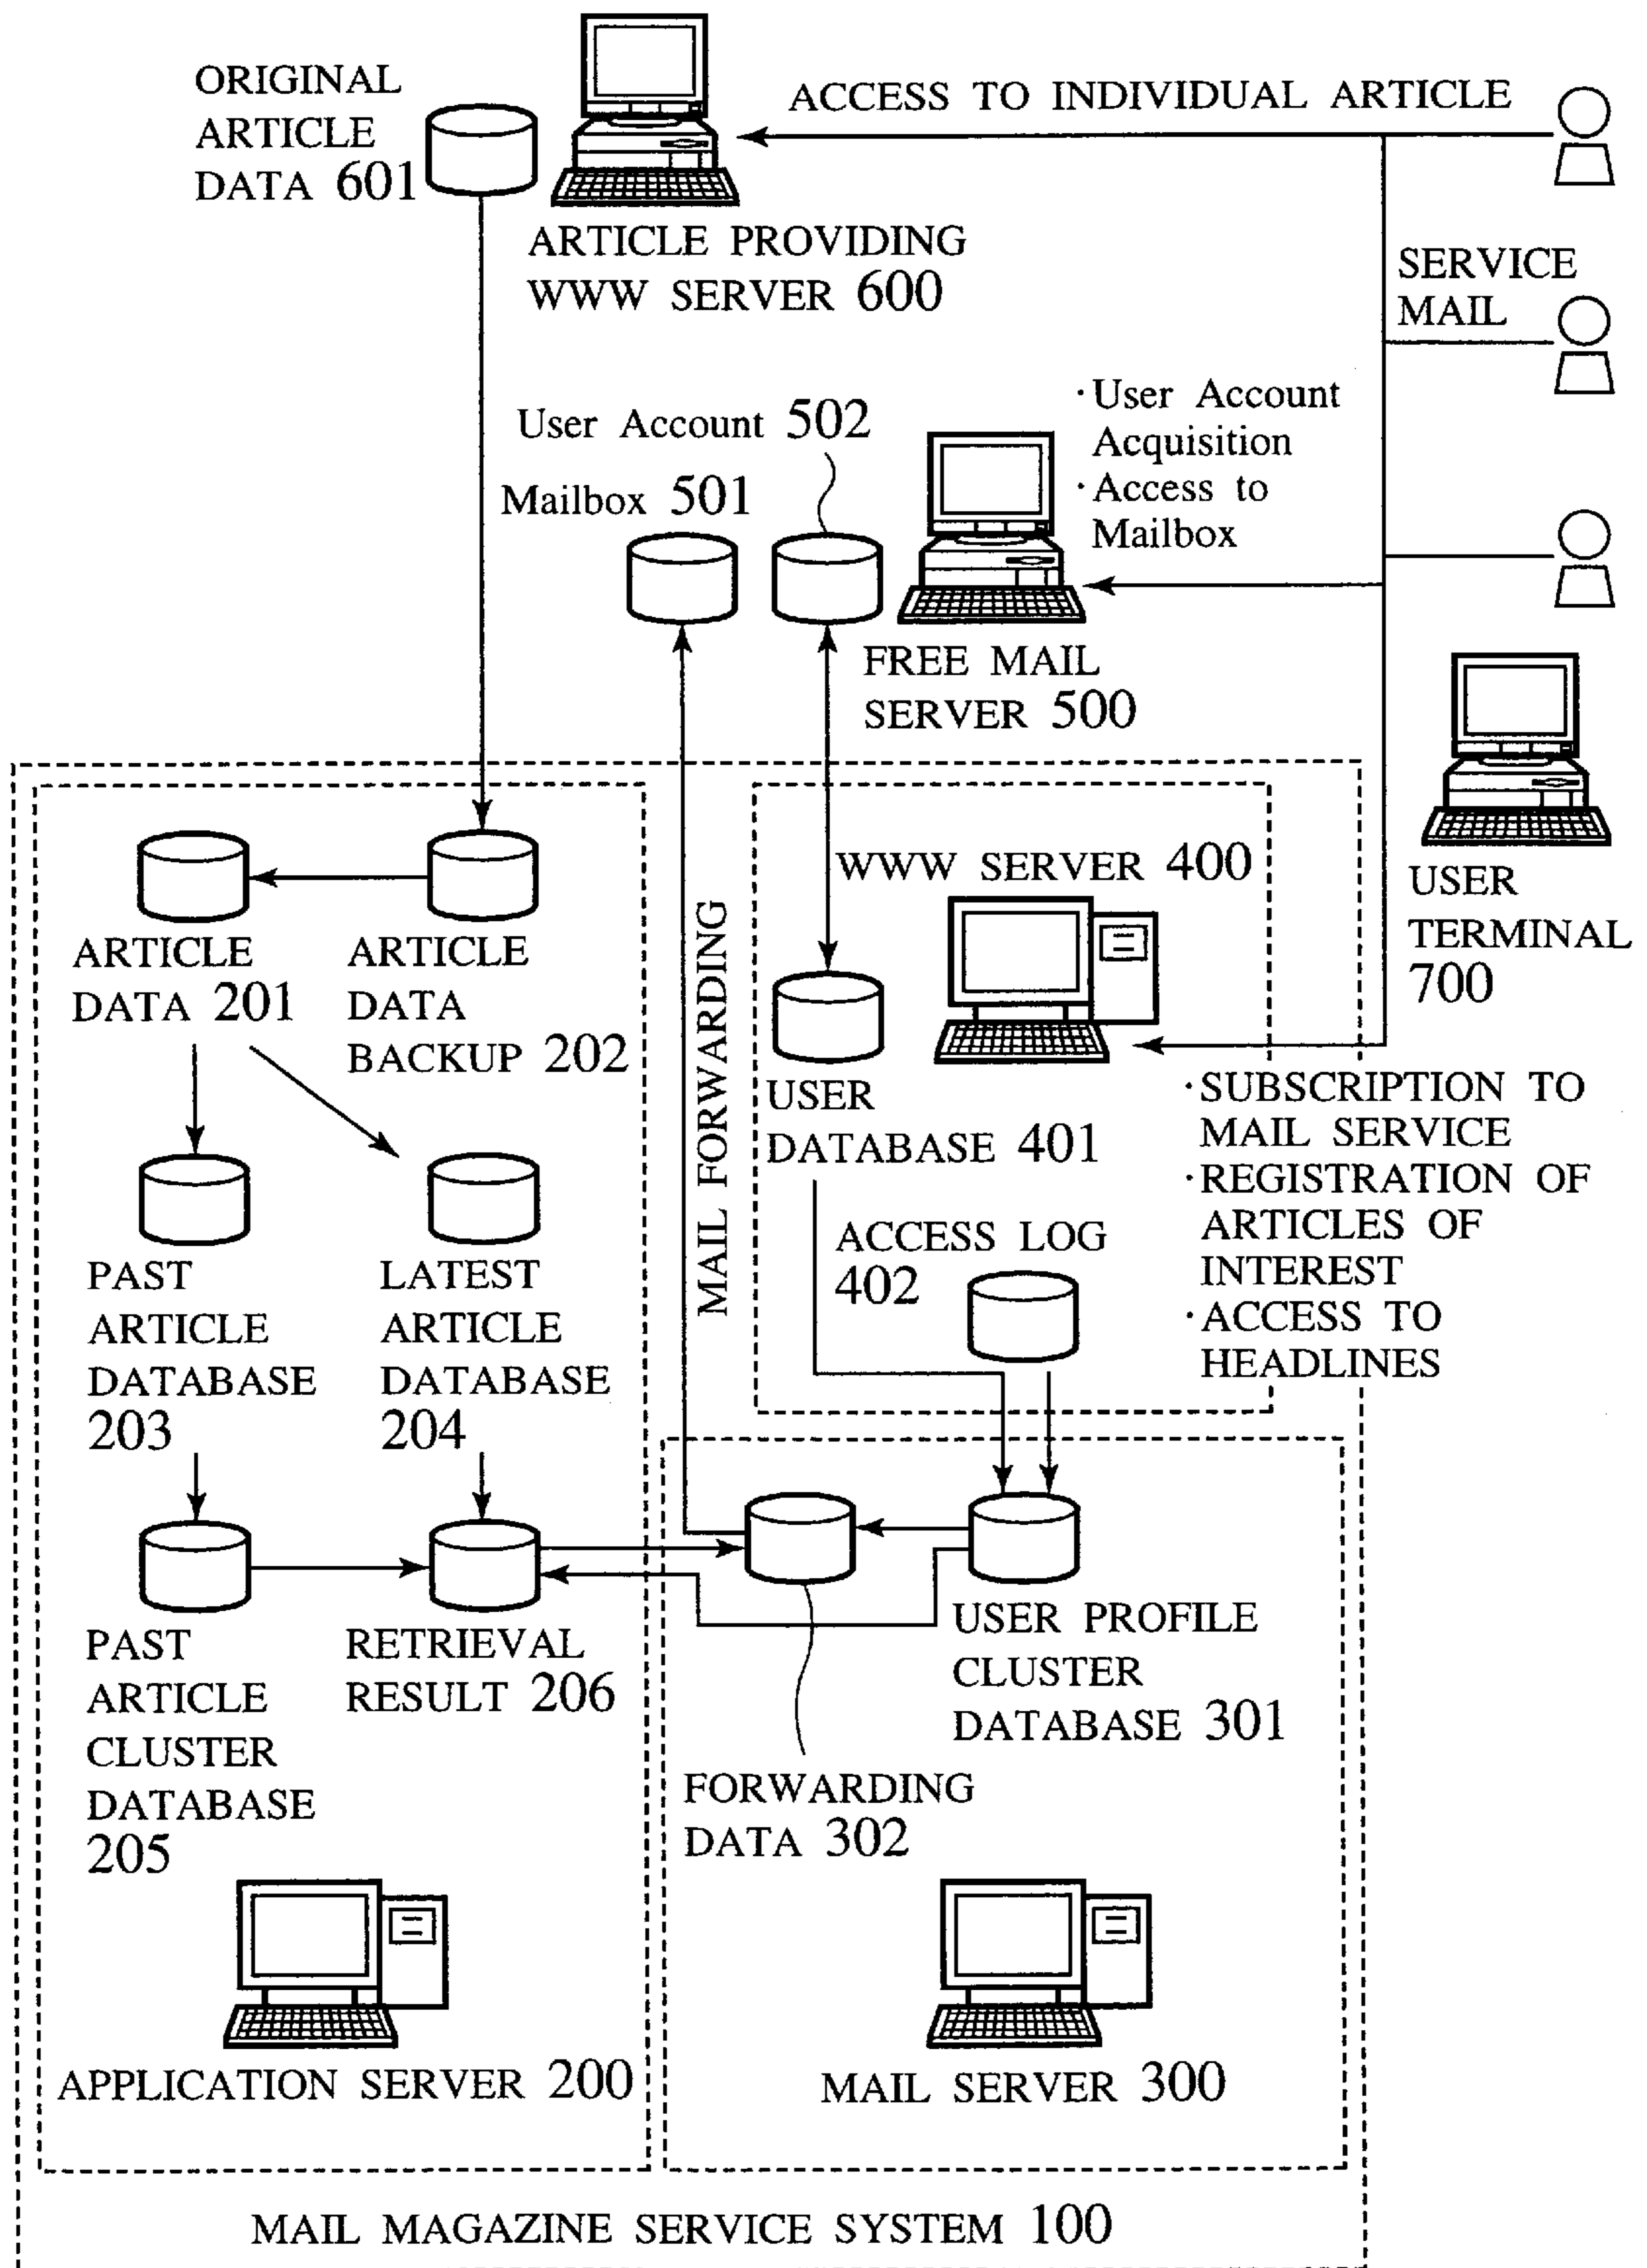 ORIGINAL
ARTICLE
DATA 601
ACCESS TO INDIVIDUAL ARTICLE
ARTICLE PROVIDING
WWW SERVER 600
SERVICE
MAIL
User Account 502
Mailbox 501
·User Account
Acquisition
·Access to
Mailbox
FREE MAIL
SERVER 500
USER
TERMINAL
700
ARTICLE
DATA 201
ARTICLE
DATA
BACKUP 202
MAIL FORWARDING
WWW SERVER 400
USER
DATABASE 401
ACCESS LOG
402
·SUBSCRIPTION TO
MAIL SERVICE
·REGISTRATION OF
ARTICLES OF
INTEREST
·ACCESS TO
HEADLINES
PAST
ARTICLE
DATABASE
203
LATEST
ARTICLE
DATABASE
204
PAST
ARTICLE
CLUSTER
DATABASE
205
RETRIEVAL
RESULT 206
USER PROFILE
CLUSTER
DATABASE 301
FORWARDING
DATA 302
APPLICATION SERVER 200
MAIL SERVER 300
MAIL MAGAZINE SERVICE SYSTEM 100